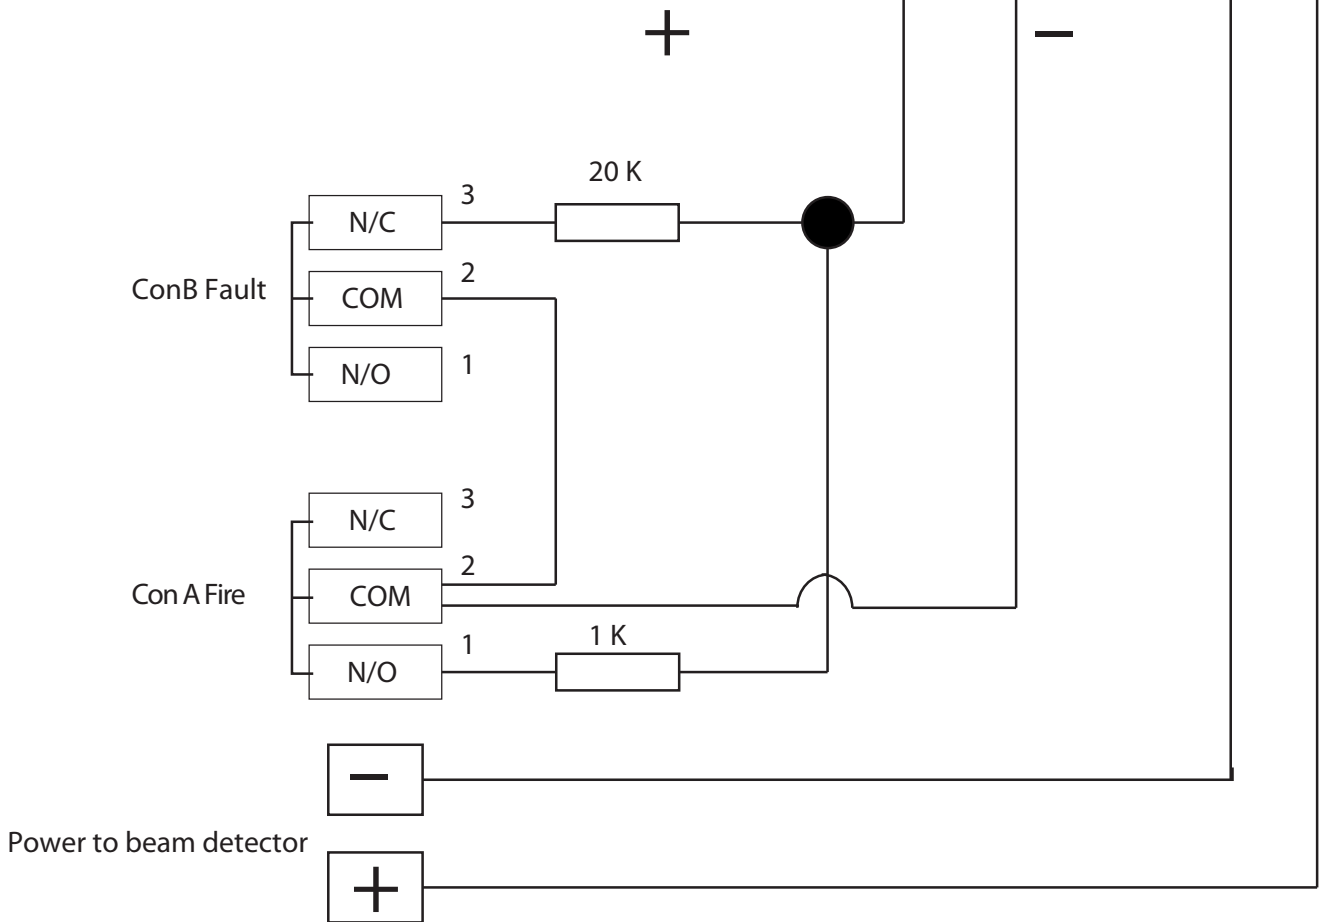 + −
20 K
3
N/C
2
ConB Fault
COM
N/O
1
3
N/C
2
Con A Fire
COM
1 K
1
N/O
−
Power to beam detector
+